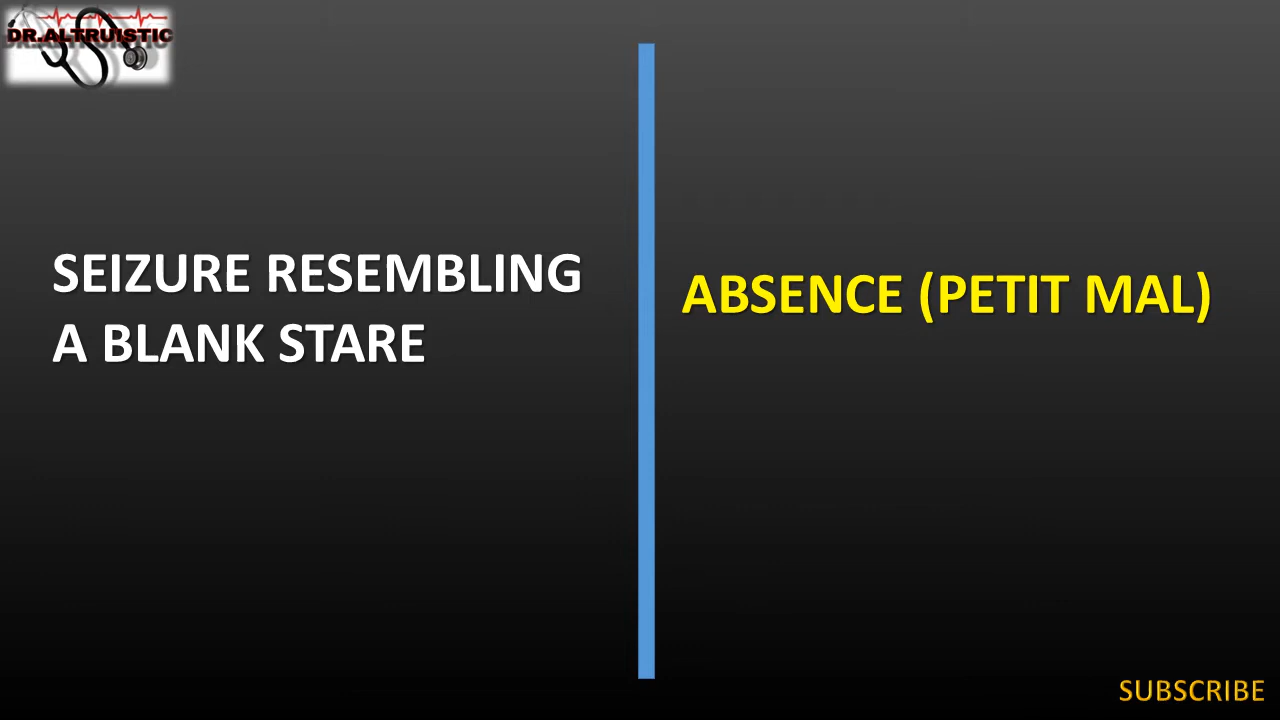 DR.ALTRUISTIC
SEIZURE RESEMBLING
A BLANK STARE
ABSENCE (PETIT MAL)
SUBSCRIBE